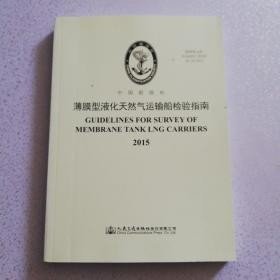 中国船级社
薄膜型液化天然气运输船检验指南
GUIDELINES FOR SURVEY OF
MEMBRANE TANK LNG CARRIERS
2015
人民交通出版社股份有限公司
China Communications Press Co., Ltd.